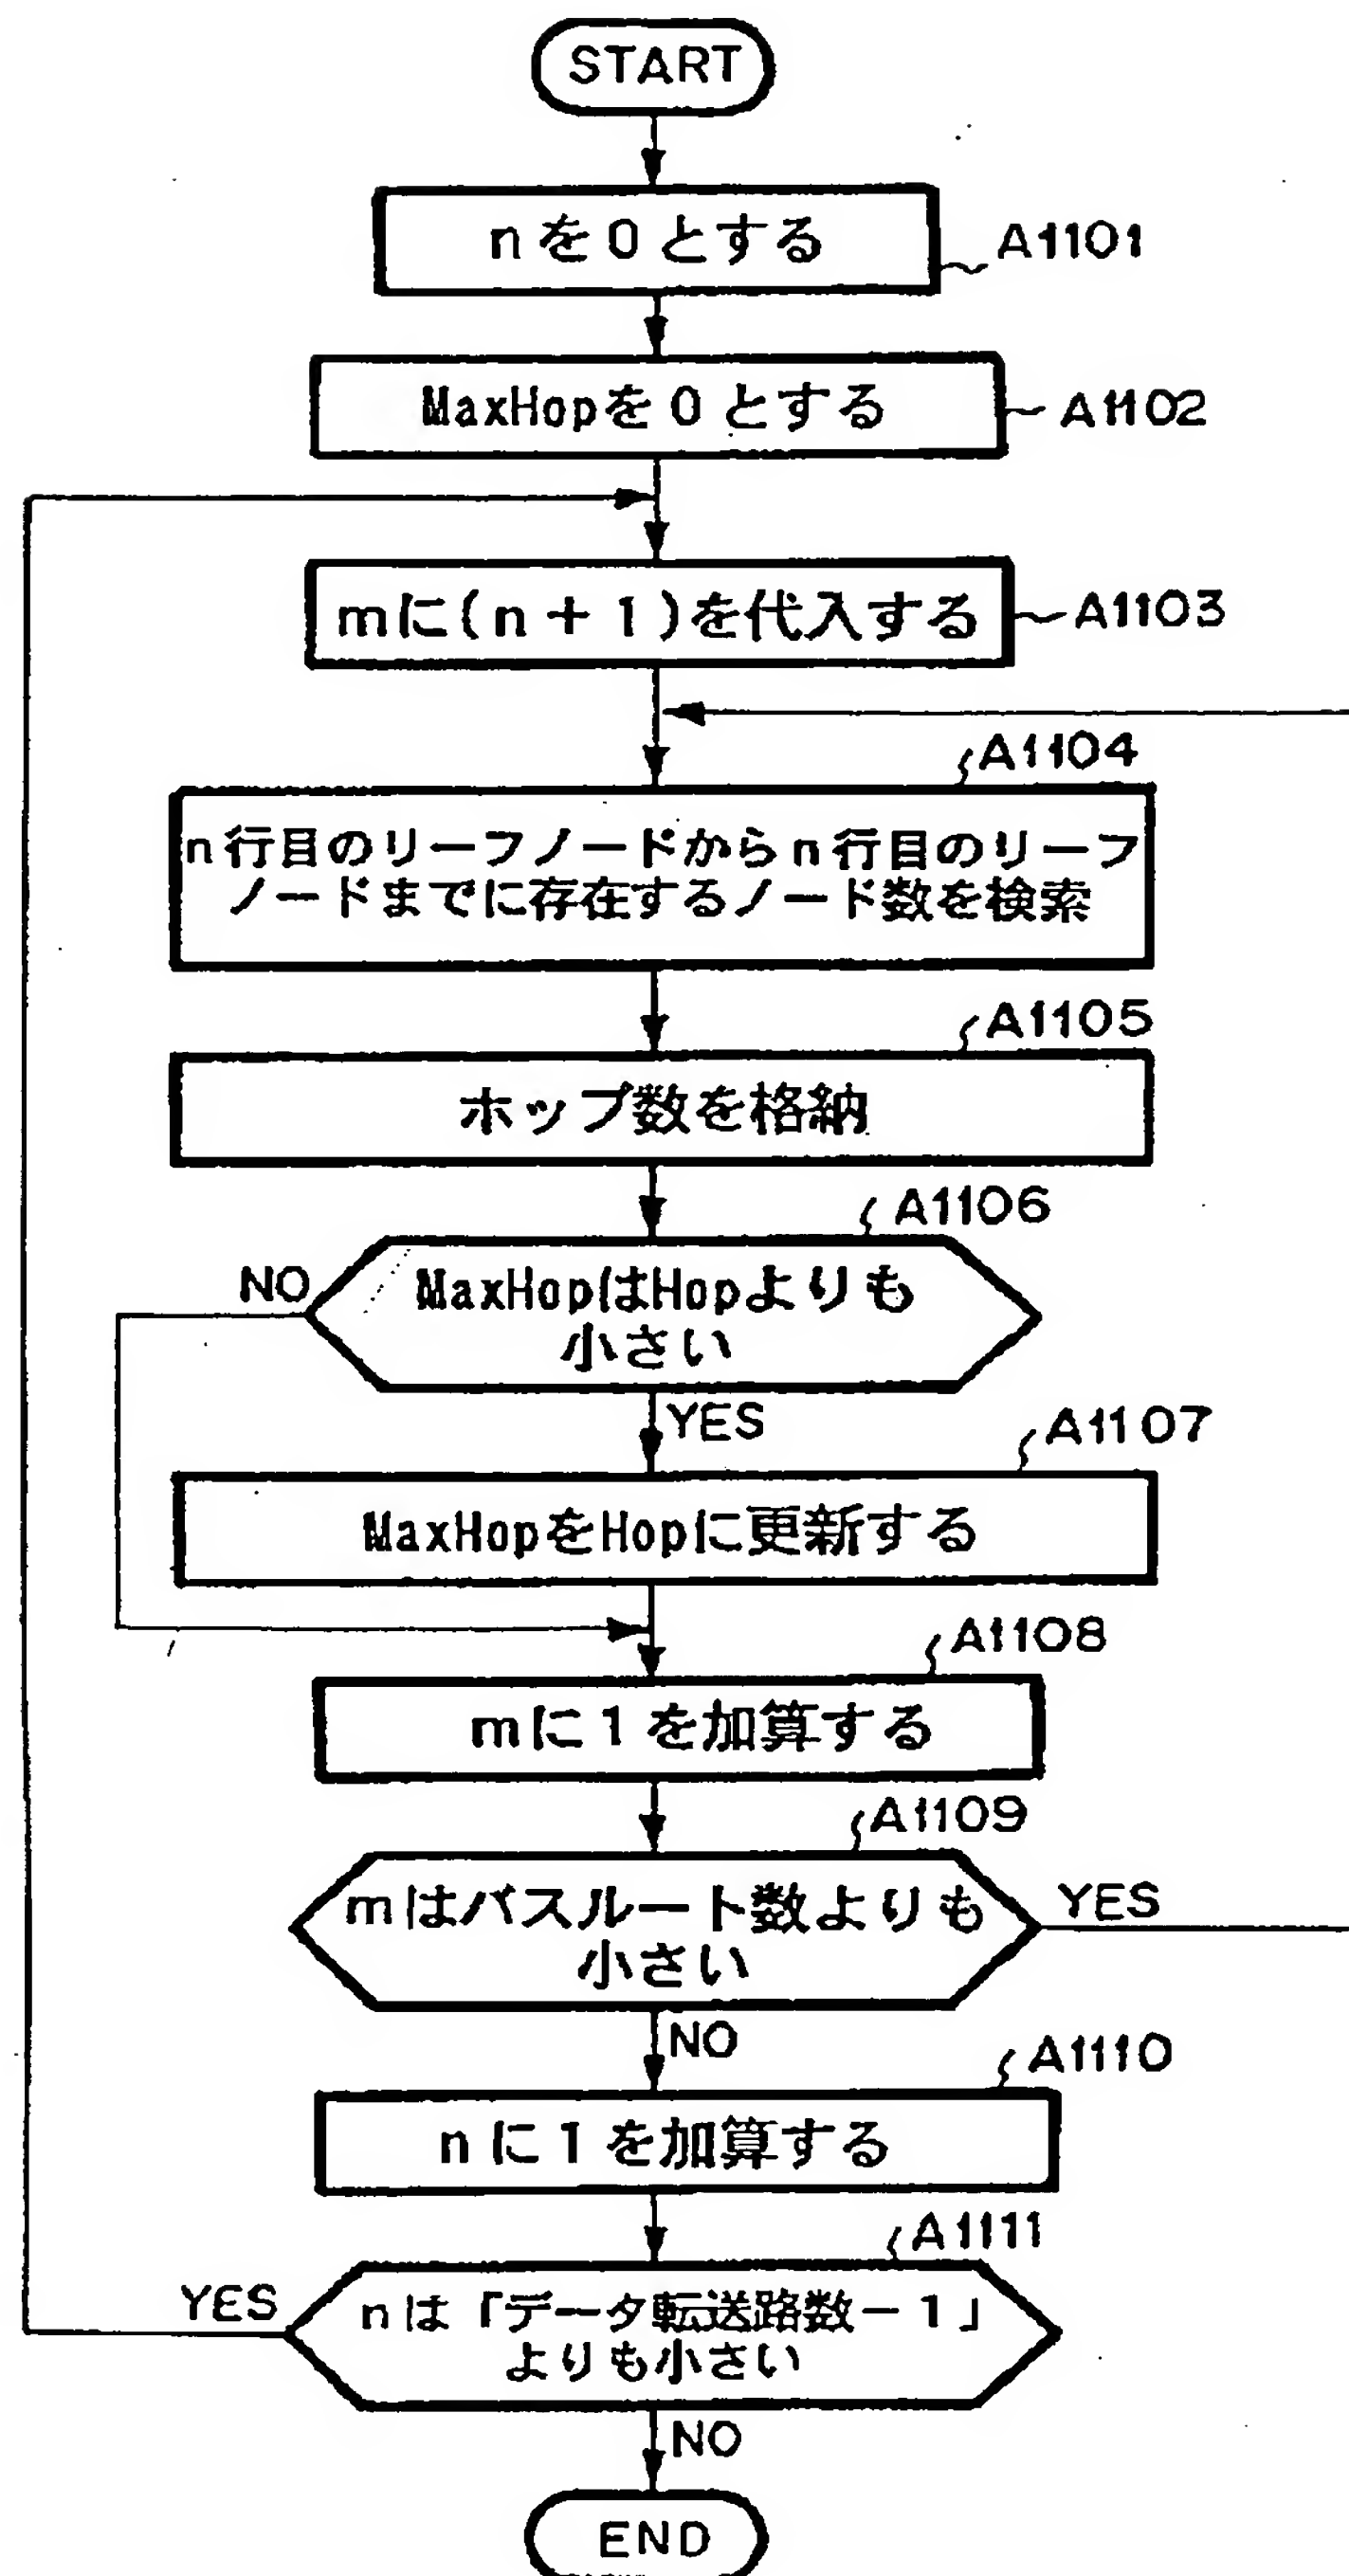 START
nを0とする
A1101
MaxHopを0とする
A1102
mに(n+1)を代入する
A1103
A1104
n行目のリーフノードからn行目のリーフ
ノードまでに存在するノード数を検索
A1105
ホップ数を格納
A1106
NO
MaxHopはHopよりも
小さい
YES
A1107
MaxHopをHopに更新する
A1108
mに1を加算する
A1109
mはバスルート数よりも
小さい
YES
NO
A1110
nに1を加算する
A1111
YES
nは「データ転送路数-1」
よりも小さい
NO
END